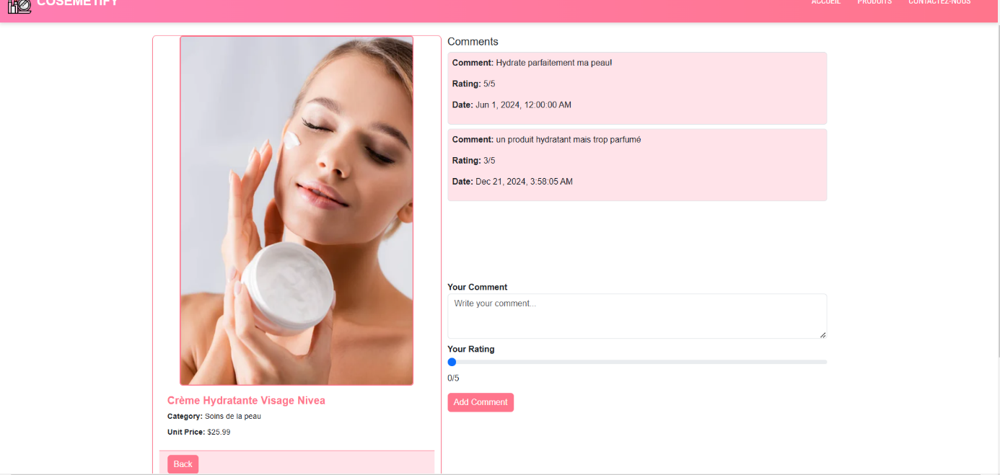 COSEMETIFY
ACCUEIL PRODUITS CONTACTEZ-NOUS
Comments
Comment: Hydrate parfaitement ma peau!
Rating: 5/5
Date: Jun 1, 2024, 12:00:00 AM
Comment: un produit hydratant mais trop parfumé
Rating: 3/5
Date: Dec 21, 2024, 3:58:05 AM
Your Comment
Write your comment...
Your Rating
0/5
Add Comment
Crème Hydratante Visage Nivea
Category: Soins de la peau
Unit Price: $25.99
Back